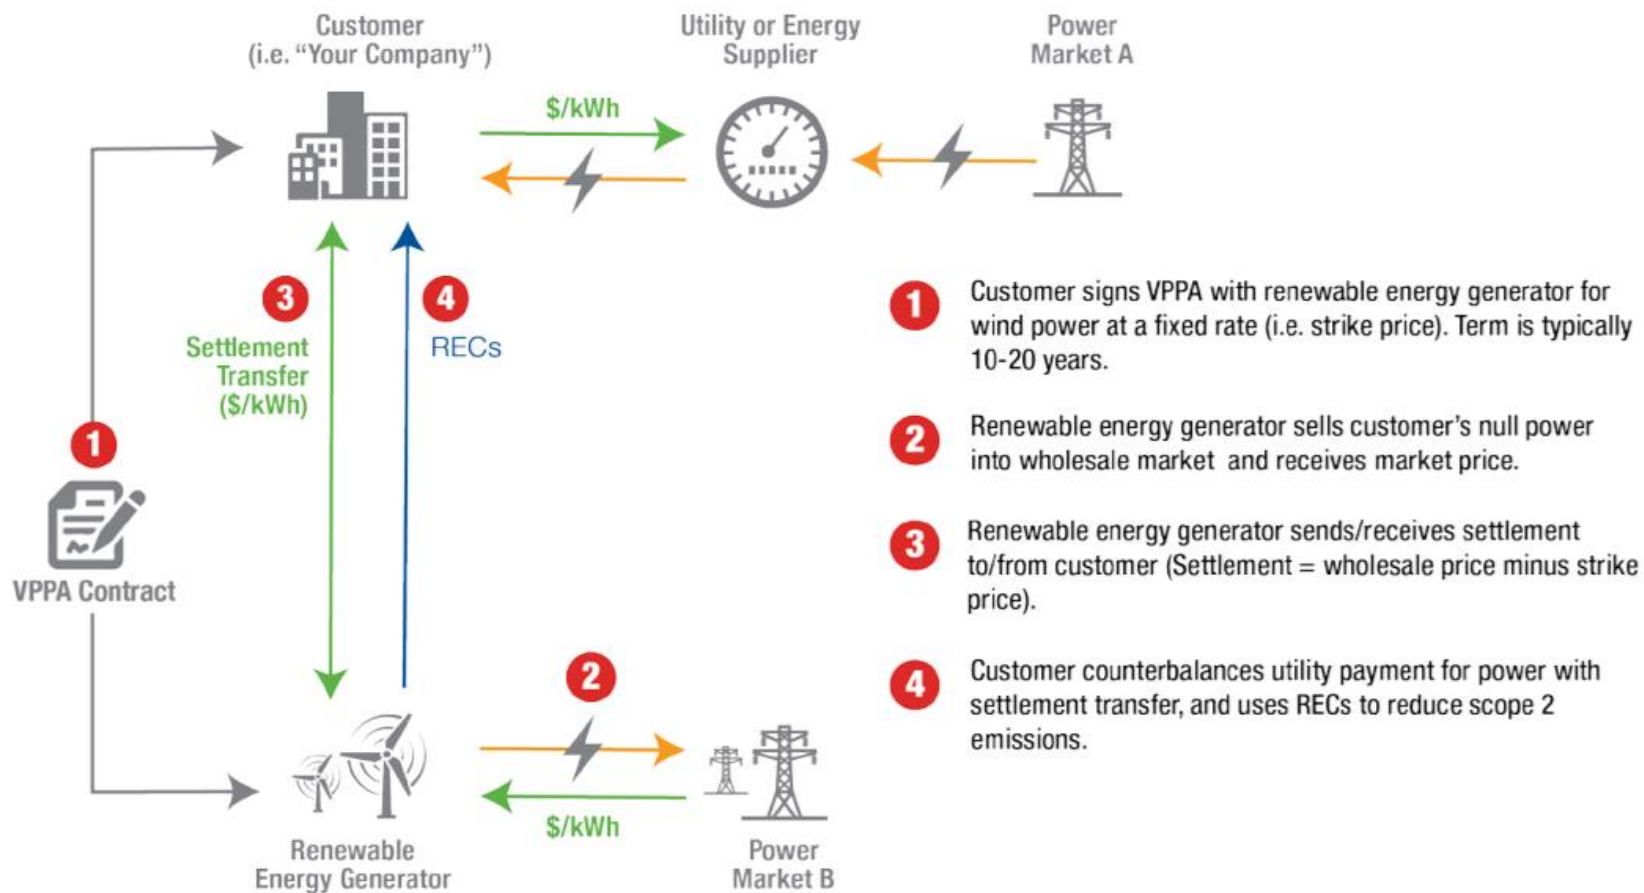 Customer
(i.e. “Your Company”)
Utility or Energy
Supplier
Power
Market A
$/kWh
3
4
Settlement
Transfer
($/kWh)
RECs
1
VPPA Contract
2
$/kWh
Renewable
Energy Generator
Power
Market B
1
Customer signs VPPA with renewable energy generator for
wind power at a fixed rate (i.e. strike price). Term is typically
10-20 years.
2
Renewable energy generator sells customer’s null power
into wholesale market and receives market price.
3
Renewable energy generator sends/receives settlement
to/from customer (Settlement = wholesale price minus strike
price).
4
Customer counterbalances utility payment for power with
settlement transfer, and uses RECs to reduce scope 2
emissions.